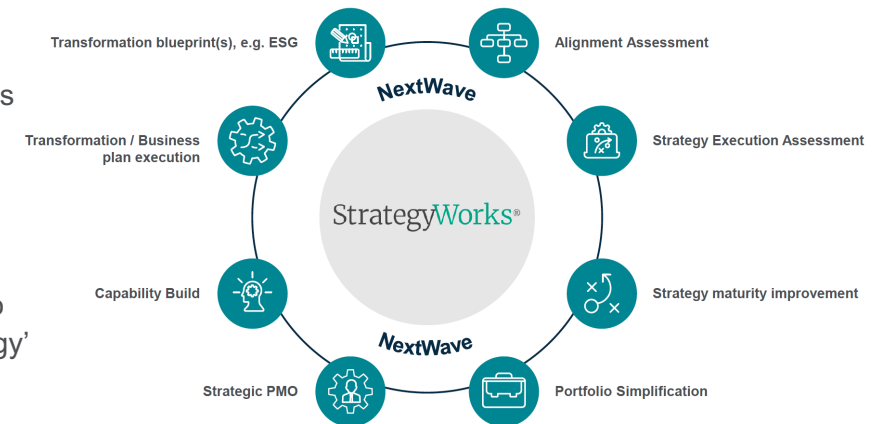 Transformation blueprint(s), e.g. ESG
Alignment Assessment
NextWave
s
Transformation / Business
plan execution
Strategy Execution Assessment
StrategyWorks®
Capability Build
Strategy maturity improvement
o
gy’
NextWave
Strategic PMO
Portfolio Simplification